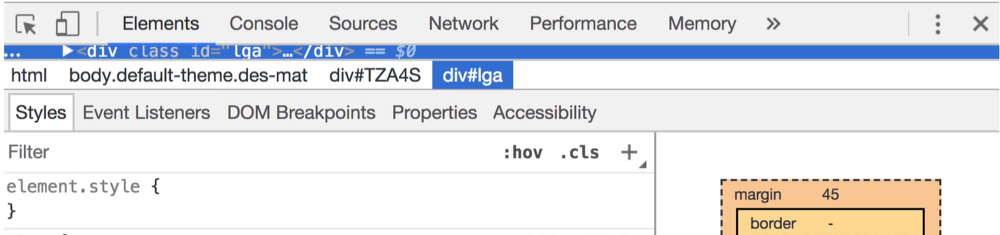 Elements Console Sources Network Performance Memory »
... ▶<div class id="lga">…</div> == $0
html body.default-theme.des-mat div#TZA4S div#lga
Styles Event Listeners DOM Breakpoints Properties Accessibility
Filter :hov .cls +
element.style {
}
margin 45
border -